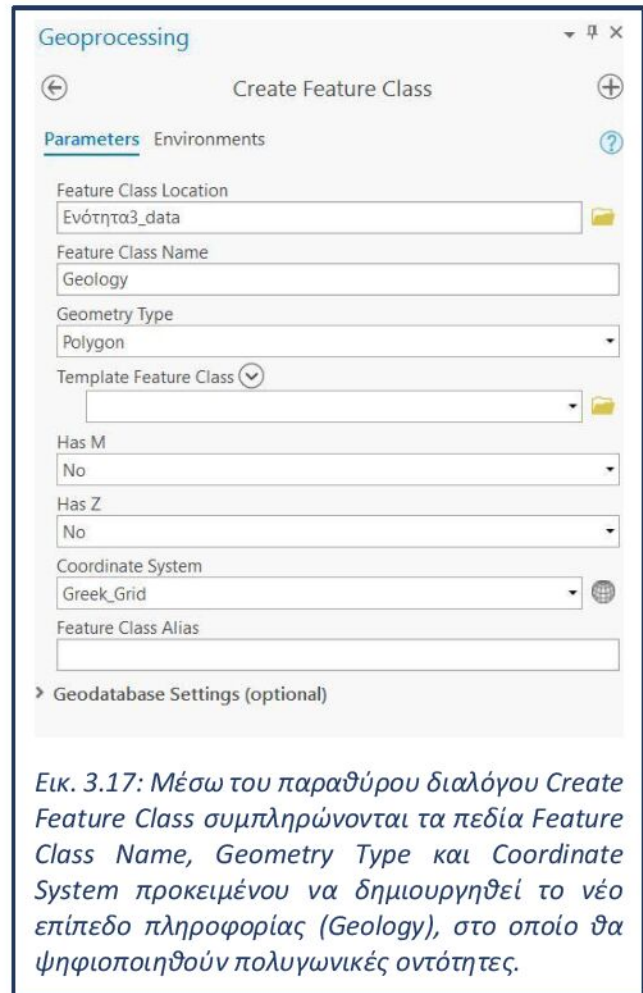 Geoprocessing
Create Feature Class
Parameters Environments
Feature Class Location
Ενότητα3_data
Feature Class Name
Geology
Geometry Type
Polygon
Template Feature Class
Has M
No
Has Z
No
Coordinate System
Greek_Grid
Feature Class Alias
Geodatabase Settings (optional)
Εικ. 3.17: Μέσω του παραθύρου διαλόγου Create
Feature Class συμπληρώνονται τα πεδία Feature
Class Name, Geometry Type και Coordinate
System προκειμένου να δημιουργηθεί το νέο
επίπεδο πληροφορίας (Geology), στο οποίο θα
ψηφιοποιηθούν πολυγωνικές οντότητες.